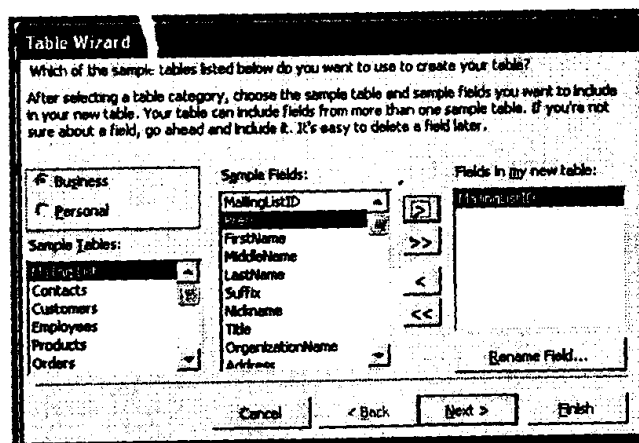 Table Wizard
Which of the sample tables listed below do you want to use to create your table?
After selecting a table category, choose the sample table and sample fields you want to include
in your new table. Your table can include fields from more than one sample table. If you're not
sure about a field, go ahead and include it. It's easy to delete a field later.
Business
Personal
Sample Tables:
Mailing List
Contacts
Customers
Employees
Products
Orders
Sample Fields:
MailingListID
FirstName
MiddleName
LastName
Suffix
Nickname
Title
OrganizationName
Address
>
>>
<
<<
Fields in my new table:
MailingListID
Rename Field...
Cancel
< Back
Next >
Finish